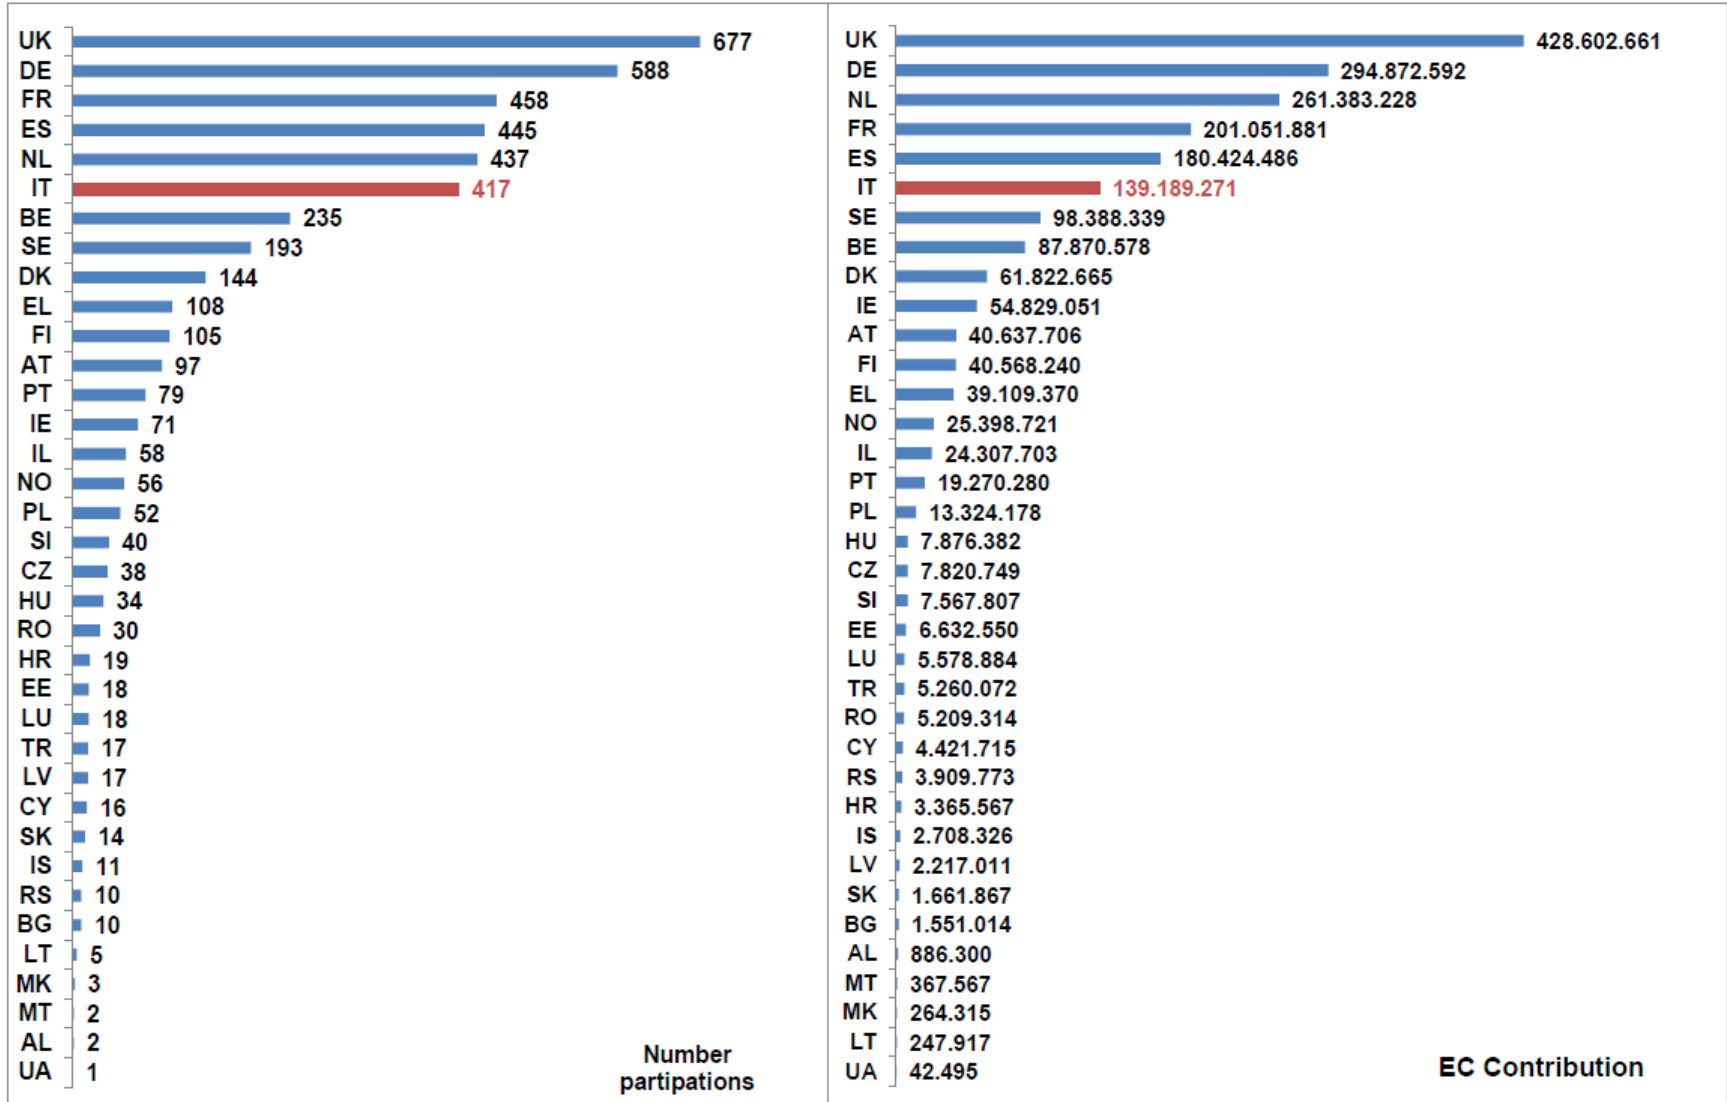 UK 677
DE 588
FR 458
ES 445
NL 437
IT 417
BE 235
SE 193
DK 144
EL 108
FI 105
AT 97
PT 79
IE 71
IL 58
NO 56
PL 52
SI 40
CZ 38
HU 34
RO 30
HR 19
EE 18
LU 18
TR 17
LV 17
CY 16
SK 14
IS 11
RS 10
BG 10
LT 5
MK 3
MT 2
AL 2
UA 1
Number
partipations
UK 428.602.661
DE 294.872.592
NL 261.383.228
FR 201.051.881
ES 180.424.486
IT 139.189.271
SE 98.388.339
BE 87.870.578
DK 61.822.665
IE 54.829.051
AT 40.637.706
FI 40.568.240
EL 39.109.370
NO 25.398.721
IL 24.307.703
PT 19.270.280
PL 13.324.178
HU 7.876.382
CZ 7.820.749
SI 7.567.807
EE 6.632.550
LU 5.578.884
TR 5.260.072
RO 5.209.314
CY 4.421.715
RS 3.909.773
HR 3.365.567
IS 2.708.326
LV 2.217.011
SK 1.661.867
BG 1.551.014
AL 886.300
MT 367.567
MK 264.315
LT 247.917
UA 42.495
EC Contribution